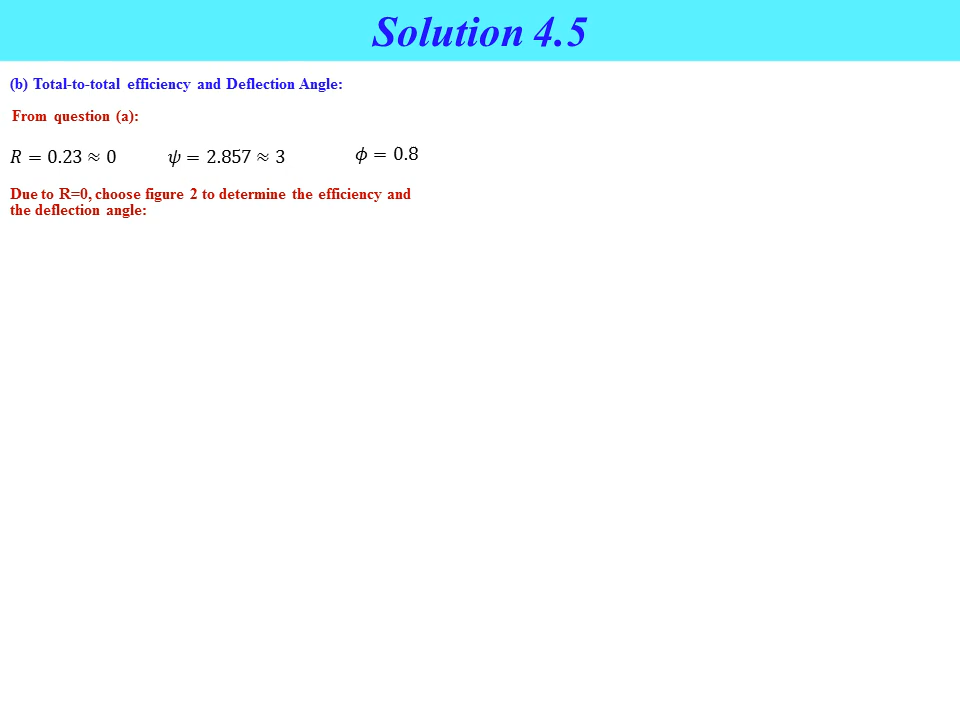 Solution 4.5
(b) Total-to-total efficiency and Deflection Angle:
From question (a):
R = 0.23 ≈ 0 ψ = 2.857 ≈ 3 ϕ = 0.8
Due to R=0, choose figure 2 to determine the efficiency and
the deflection angle: